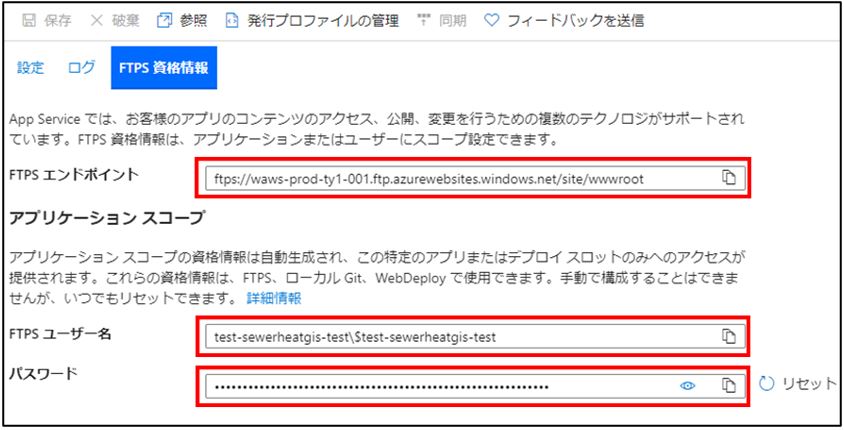 保存 破棄 参照 発行プロファイルの管理 同期 フィードバックを送信
設定 ログ FTPS 資格情報
App Service では、お客様のアプリのコンテンツのアクセス、公開、変更を行うための複数のテクノロジがサポートされ
ています。FTPS 資格情報は、アプリケーションまたはユーザーにスコープ設定できます。
FTPS エンドポイント ftps://waws-prod-ty1-001.ftp.azurewebsites.windows.net/site/wwwroot
アプリケーション スコープ
アプリケーション スコープの資格情報は自動生成され、この特定のアプリまたはデプロイ スロットのみへのアクセスが
提供されます。これらの資格情報は、FTPS、ローカル Git、WebDeploy で使用できます。手動で構成することはできま
せんが、いつでもリセットできます。 詳細情報
FTPS ユーザー名 test-sewerheatgis-test\$test-sewerheatgis-test
パスワード リセット